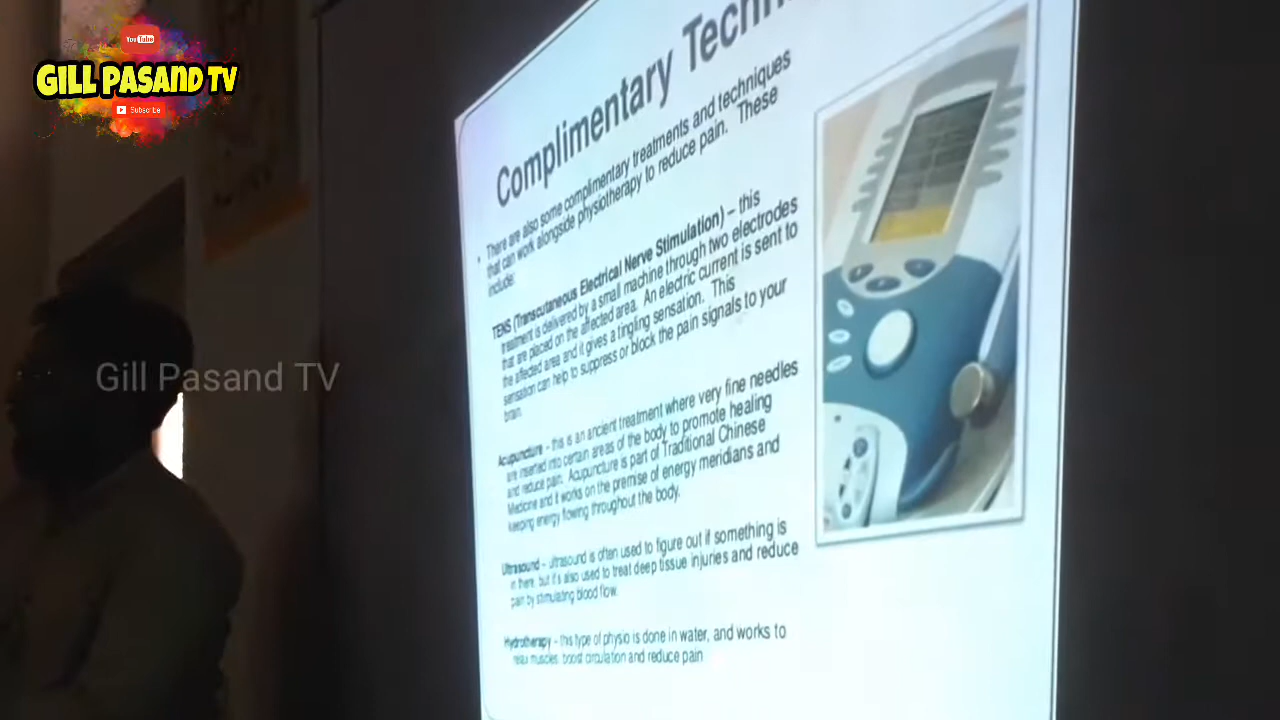 You Tube
GILL PASAND TV
Subscribe
Gill Pasand TV
Complimentary Techn
• There are also some complimentary treatments and techniques
that can work alongside physiotherapy to reduce pain. These
include:
TENS (Transcutaneous Electrical Nerve Stimulation) – this
treatment is delivered by a small machine through two electrodes
that are placed on the affected area. An electric current is sent to
the affected area and it gives a tingling sensation. This
sensation can help to suppress or block the pain signals to your
brain.
Acupuncture – this is an ancient treatment where very fine needles
are inserted into certain areas of the body to promote healing
and reduce pain. Acupuncture is part of Traditional Chinese
Medicine and it works on the premise of energy meridians and
keeping energy flowing throughout the body.
Ultrasound – ultrasound is often used to figure out if something is
in there, but it's also used to treat deep tissue injuries and reduce
pain by stimulating blood flow.
Hydrotherapy – this type of physio is done in water, and works to
relax muscles, boost circulation and reduce pain